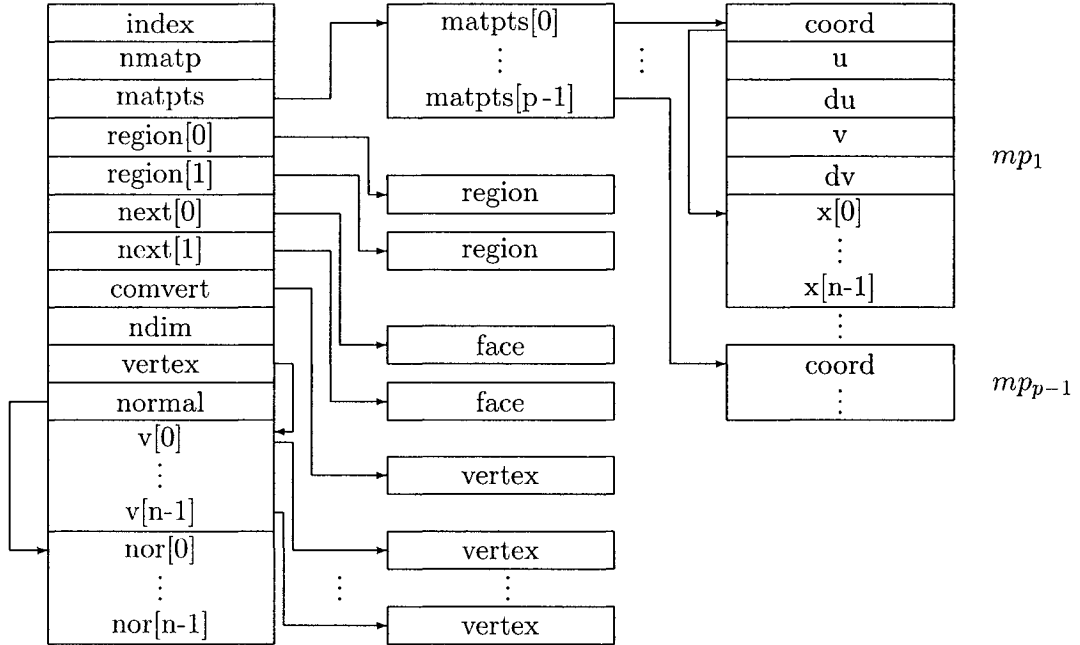 index
nmatp
matpts
region[0]
region[1]
next[0]
next[1]
comvert
ndim
vertex
normal
v[0]
⋮
v[n-1]
nor[0]
⋮
nor[n-1]
matpts[0]
⋮
matpts[p-1]
⋮
region
region
face
face
vertex
vertex
⋮
⋮
vertex
coord
u
du
v
dv
x[0]
⋮
x[n-1]
⋮
coord
⋮
mp₁
mpₚ₋₁